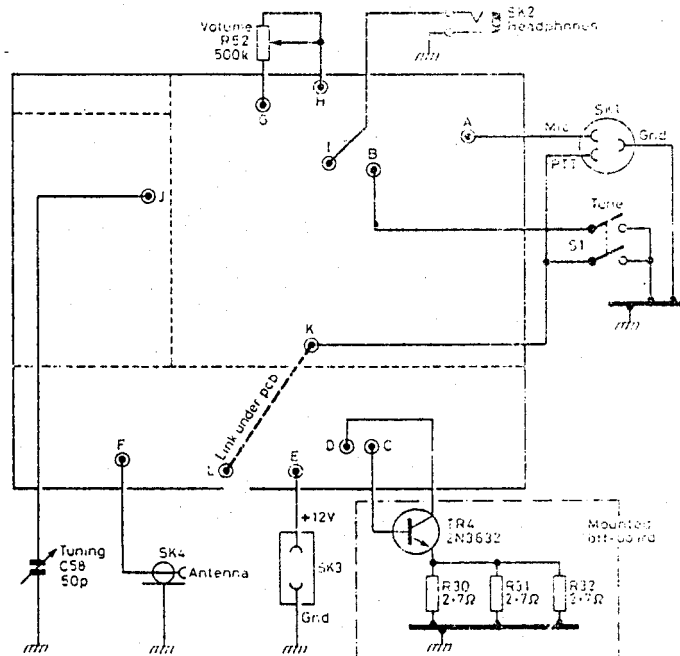 Volume
R52
500k
SK2
Headphones
H
G
A
SK1
Mic
Gnd
PTT
I
B
J
Tune
S1
K
Link under pcb
F
L
E
D
C
+12V
TR4
2N3632
Mounted
off-board
Tuning
C58
50p
SK4
Antenna
SK3
Gnd
R30
2·7Ω
R31
2·7Ω
R32
2·7Ω